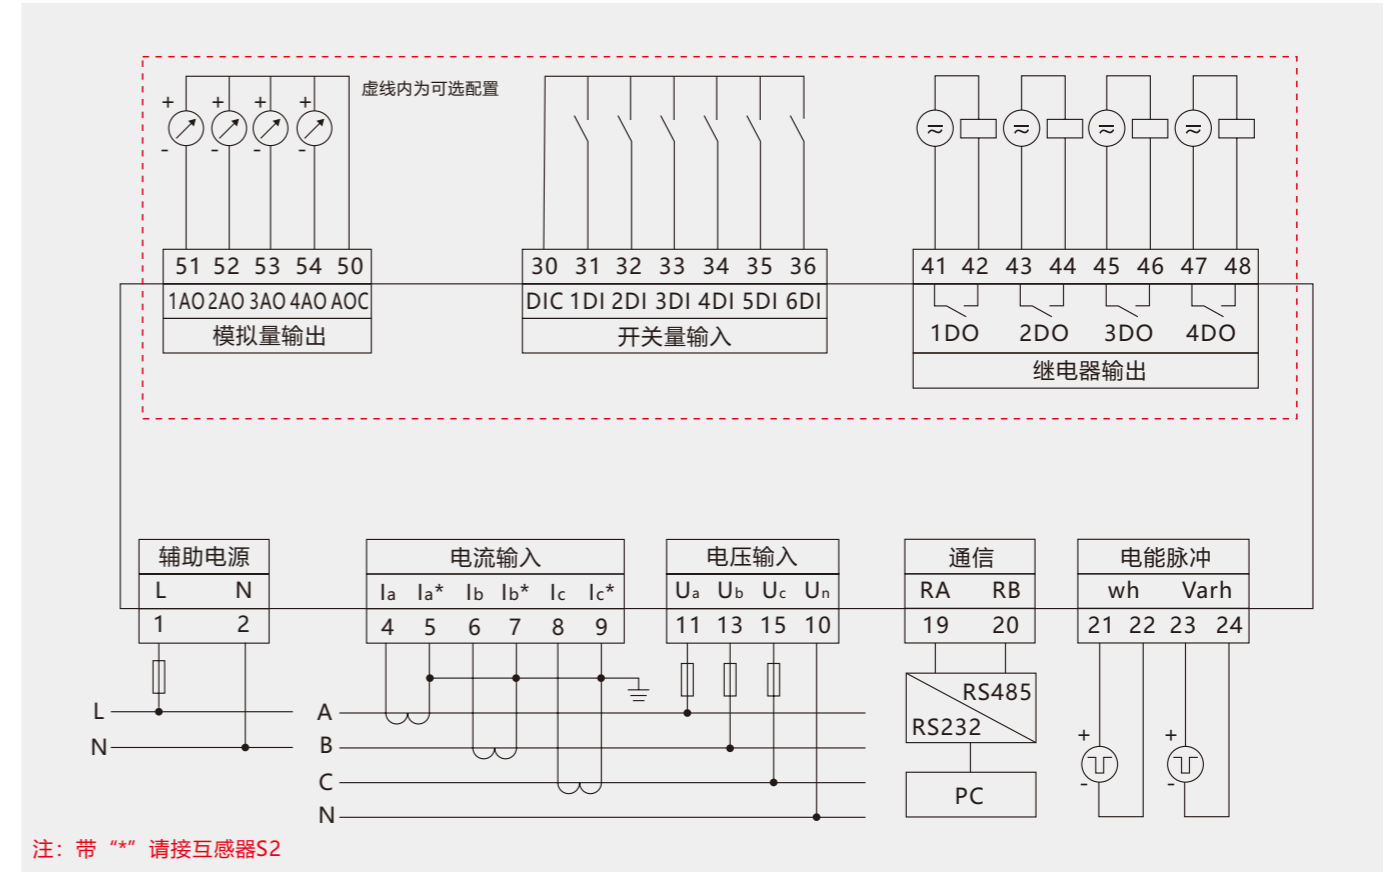 虚线内为可选配置
+ + + +
- - - -
51 52 53 54 50
1AO 2AO 3AO 4AO AOC
模拟量输出
30 31 32 33 34 35 36
DIC 1DI 2DI 3DI 4DI 5DI 6DI
开关量输入
41 42 43 44 45 46 47 48
1DO 2DO 3DO 4DO
继电器输出
辅助电源
L N
1 2
L
N
电流输入
Ia Ia* Ib Ib* Ic Ic*
4 5 6 7 8 9
电压输入
Ua Ub Uc Un
11 13 15 10
A
B
C
N
通信
RA RB
19 20
RS485
RS232
PC
电能脉冲
wh Varh
21 22 23 24
+ +
- -
注：带“*”请接互感器S2